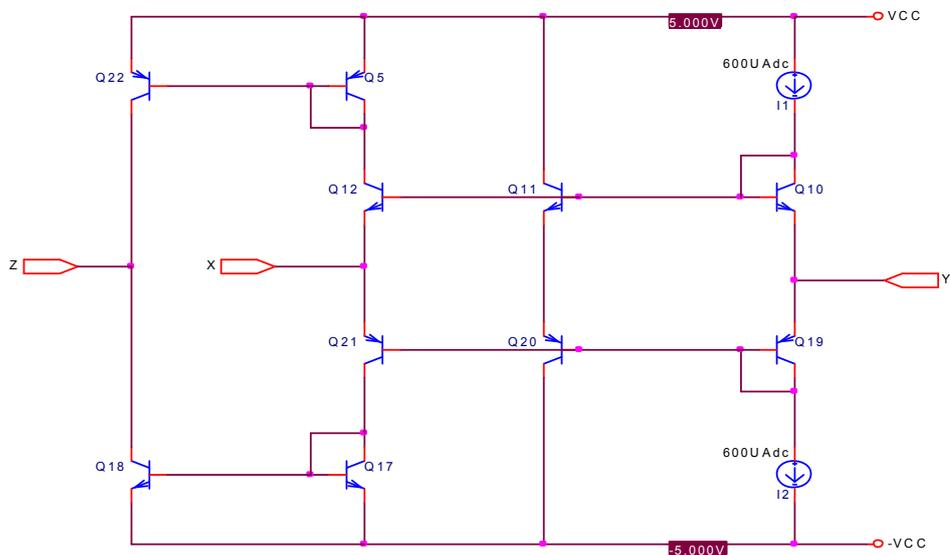 5.000V
VCC
600UAdc
Q22
Q5
I1
Q12
Q11
Q10
Z
X
Y
Q21
Q20
Q19
600UAdc
Q18
Q17
I2
-5.000V
-VCC